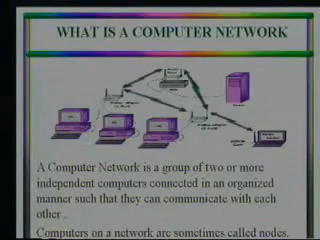 WHAT IS A COMPUTER NETWORK
A Computer Network is a group of two or more
independent computers connected in an organized
manner such that they can communicate with each
other .
Computers on a network are sometimes called nodes.